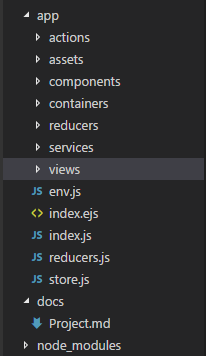 app
actions
assets
components
containers
reducers
services
views
JS env.js
<> index.ejs
JS index.js
JS reducers.js
JS store.js
docs
Project.md
node_modules